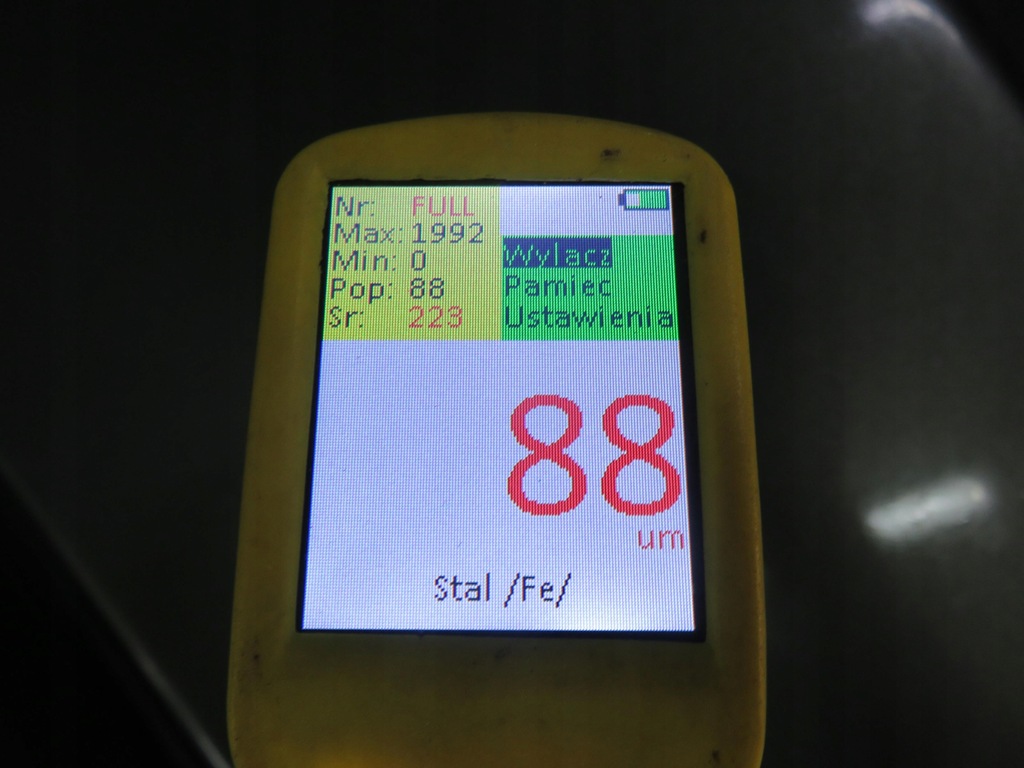 Nr: FULL
Max: 1992
Min: 0
Pop: 88
Sr: 223
Wylacz
Pamiec
Ustawienia
88
um
Stal /Fe/